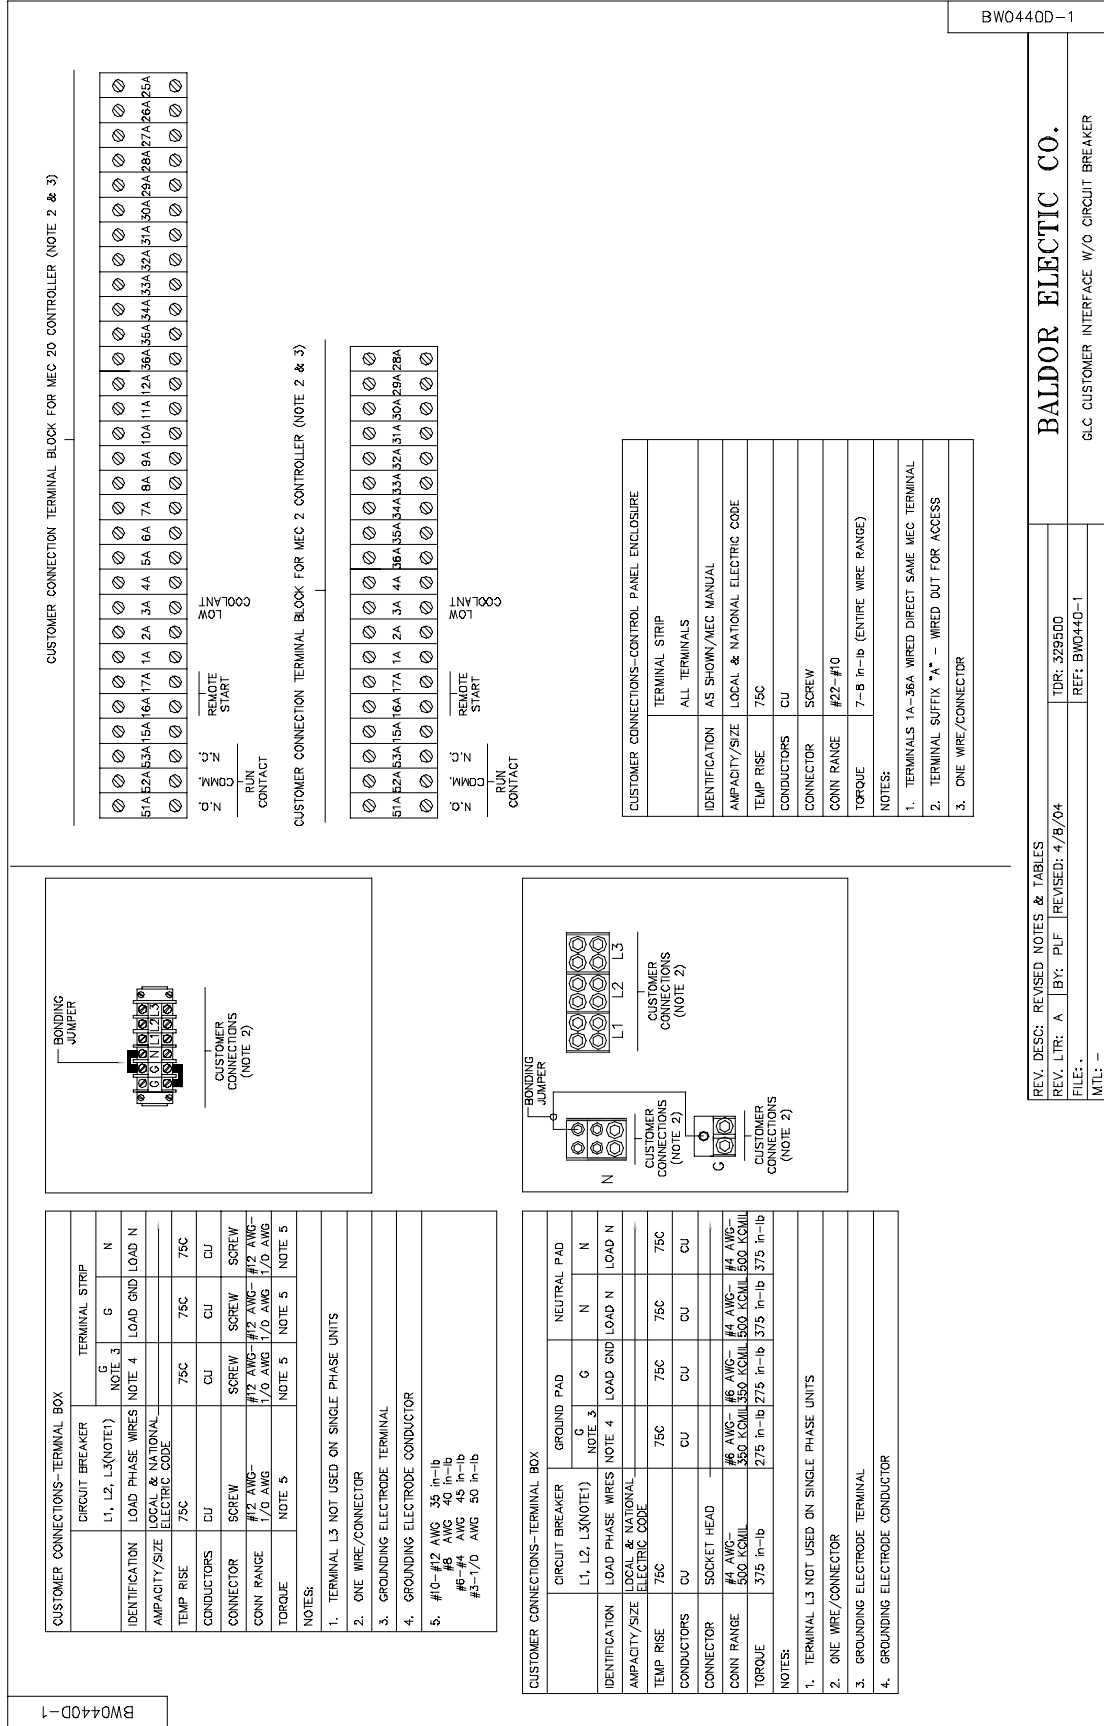 BW0440D-1
CUSTOMER CONNECTIONS-TERMINAL BOX
CIRCUIT BREAKER TERMINAL STRIP
L1, L2, L3(NOTE1) G NOTE 3 G N
IDENTIFICATION LOAD PHASE WIRES NOTE 4 LOAD GND LOAD N
AMPACITY/SIZE LOCAL & NATIONAL ELECTRIC CODE
TEMP RISE 75C 75C 75C 75C
CONDUCTORS CU CU CU CU
CONNECTOR SCREW SCREW SCREW SCREW
CONN RANGE #12 AWG-1/0 AWG #12 AWG-1/0 AWG #12 AWG-1/0 AWG #12 AWG-1/0 AWG
TORQUE NOTE 5 NOTE 5 NOTE 5 NOTE 5
NOTES:
1. TERMINAL L3 NOT USED ON SINGLE PHASE UNITS
2. ONE WIRE/CONNECTOR
3. GROUNDING ELECTRODE TERMINAL
4. GROUNDING ELECTRODE CONDUCTOR
5. #10-#12 AWG 35 in-lb
#8 AWG 40 in-lb
#6-#4 AWG 45 in-lb
#3-1/0 AWG 50 in-lb
BONDING
JUMPER
G G N L1 L2 L3
CUSTOMER
CONNECTIONS
(NOTE 2)
CUSTOMER CONNECTIONS-TERMINAL BOX
CIRCUIT BREAKER GROUND PAD NEUTRAL PAD
L1, L2, L3(NOTE1) G NOTE 3 G N N
IDENTIFICATION LOAD PHASE WIRES NOTE 4 LOAD GND LOAD N LOAD N
AMPACITY/SIZE LOCAL & NATIONAL ELECTRIC CODE
TEMP RISE 75C 75C 75C 75C 75C
CONDUCTORS CU CU CU CU CU
CONNECTOR SOCKET HEAD
CONN RANGE #4 AWG-500 KCMIL #6 AWG-350 KCMIL #6 AWG-350 KCMIL #4 AWG-500 KCMIL #4 AWG-500 KCMIL
TORQUE 375 in-lb 275 in-lb 275 in-lb 375 in-lb 375 in-lb
NOTES:
1. TERMINAL L3 NOT USED ON SINGLE PHASE UNITS
2. ONE WIRE/CONNECTOR
3. GROUNDING ELECTRODE TERMINAL
4. GROUNDING ELECTRODE CONDUCTOR
BONDING
JUMPER
N
CUSTOMER
CONNECTIONS
(NOTE 2)
G
CUSTOMER
CONNECTIONS
(NOTE 2)
L1 L2 L3
CUSTOMER
CONNECTIONS
(NOTE 2)
CUSTOMER CONNECTION TERMINAL BLOCK FOR MEC 20 CONTROLLER (NOTE 2 & 3)
51A 52A 53A 15A 16A 17A 1A 2A 3A 4A 5A 6A 7A 8A 9A 10A 11A 12A 36A 35A 34A 33A 32A 31A 30A 29A 28A 27A 26A 25A
N.O. COMM. N.C.
RUN
CONTACT
REMOTE
START
LOW
COOLANT
CUSTOMER CONNECTION TERMINAL BLOCK FOR MEC 2 CONTROLLER (NOTE 2 & 3)
51A 52A 53A 15A 16A 17A 1A 2A 3A 4A 36A 35A 34A 33A 32A 31A 30A 29A 28A
N.O. COMM. N.C.
RUN
CONTACT
REMOTE
START
LOW
COOLANT
CUSTOMER CONNECTIONS-CONTROL PANEL ENCLOSURE
TERMINAL STRIP
ALL TERMINALS
IDENTIFICATION AS SHOWN/MEC MANUAL
AMPACITY/SIZE LOCAL & NATIONAL ELECTRIC CODE
TEMP RISE 75C
CONDUCTORS CU
CONNECTOR SCREW
CONN RANGE #22-#10
TORQUE 7-8 in-lb (ENTIRE WIRE RANGE)
NOTES:
1. TERMINALS 1A-36A WIRED DIRECT SAME MEC TERMINAL
2. TERMINAL SUFFIX "A" - WIRED OUT FOR ACCESS
3. ONE WIRE/CONNECTOR
REV. DESC: REVISED NOTES & TABLES
REV. LTR: A BY: PLF REVISED: 4/8/04 TDR: 329500
FILE: . REF: BW0440-1
MTL: -
BALDOR ELECTIC CO.
GLC CUSTOMER INTERFACE W/O CIRCUIT BREAKER
BW0440D-1